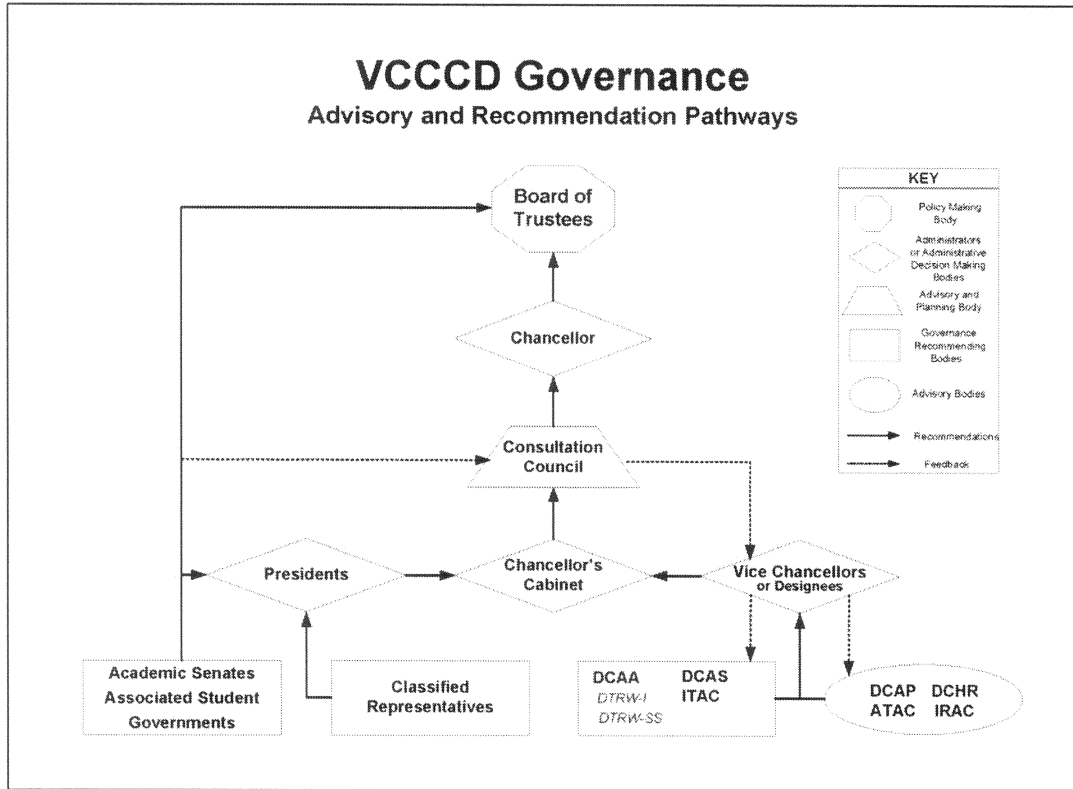 VCCCD Governance
Advisory and Recommendation Pathways
Board of
Trustees
KEY
Policy Making
Body
Administrators
or Administrative
Decision Making
Bodies
Advisory and
Planning Body
Governance
Recommending
Bodies
Advisory Bodies
Recommendations
Feedback
Chancellor
Consultation
Council
Presidents
Chancellor's
Cabinet
Vice Chancellors
or Designees
Academic Senates
Associated Student
Governments
Classified
Representatives
DCAA DCAS
DTRW-I ITAC
DTRW-SS
DCAP DCHR
ATAC IRAC